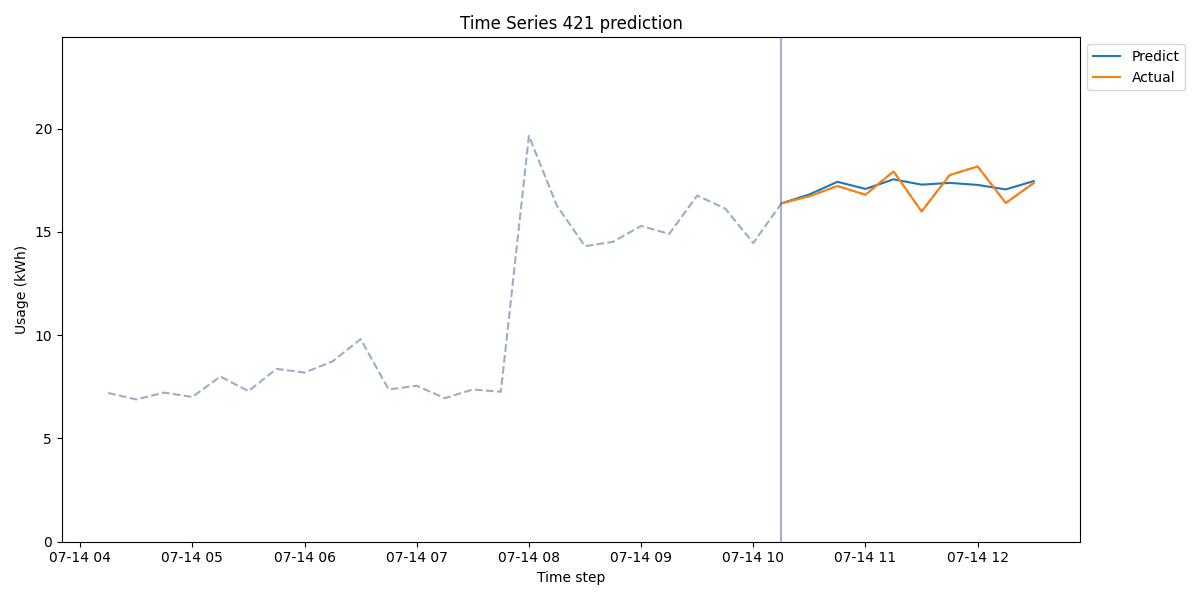 Time Series 421 prediction
Predict
Actual
Usage (kWh)
20
15
10
5
0
07-14 04
07-14 05
07-14 06
07-14 07
07-14 08
07-14 09
07-14 10
07-14 11
07-14 12
Time step